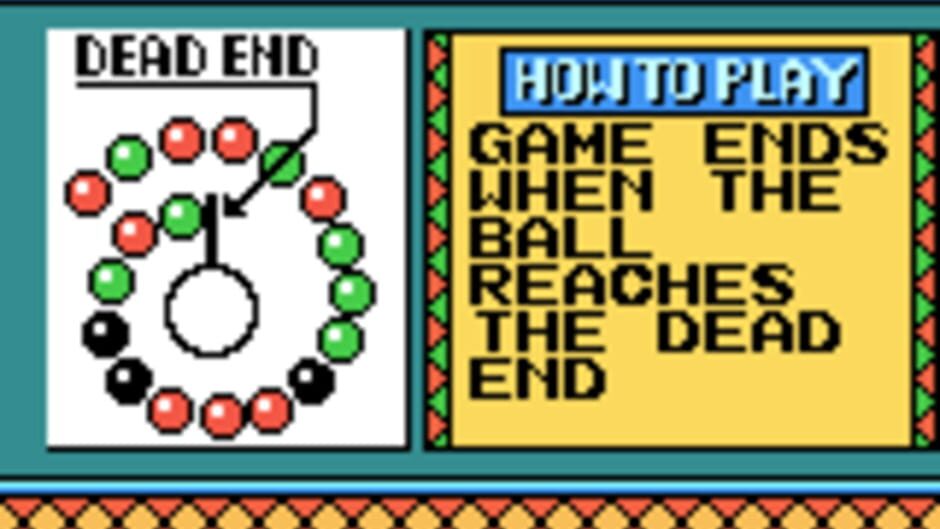 DEAD END
HOW TO PLAY
GAME ENDS
WHEN THE
BALL
REACHES
THE DEAD
END